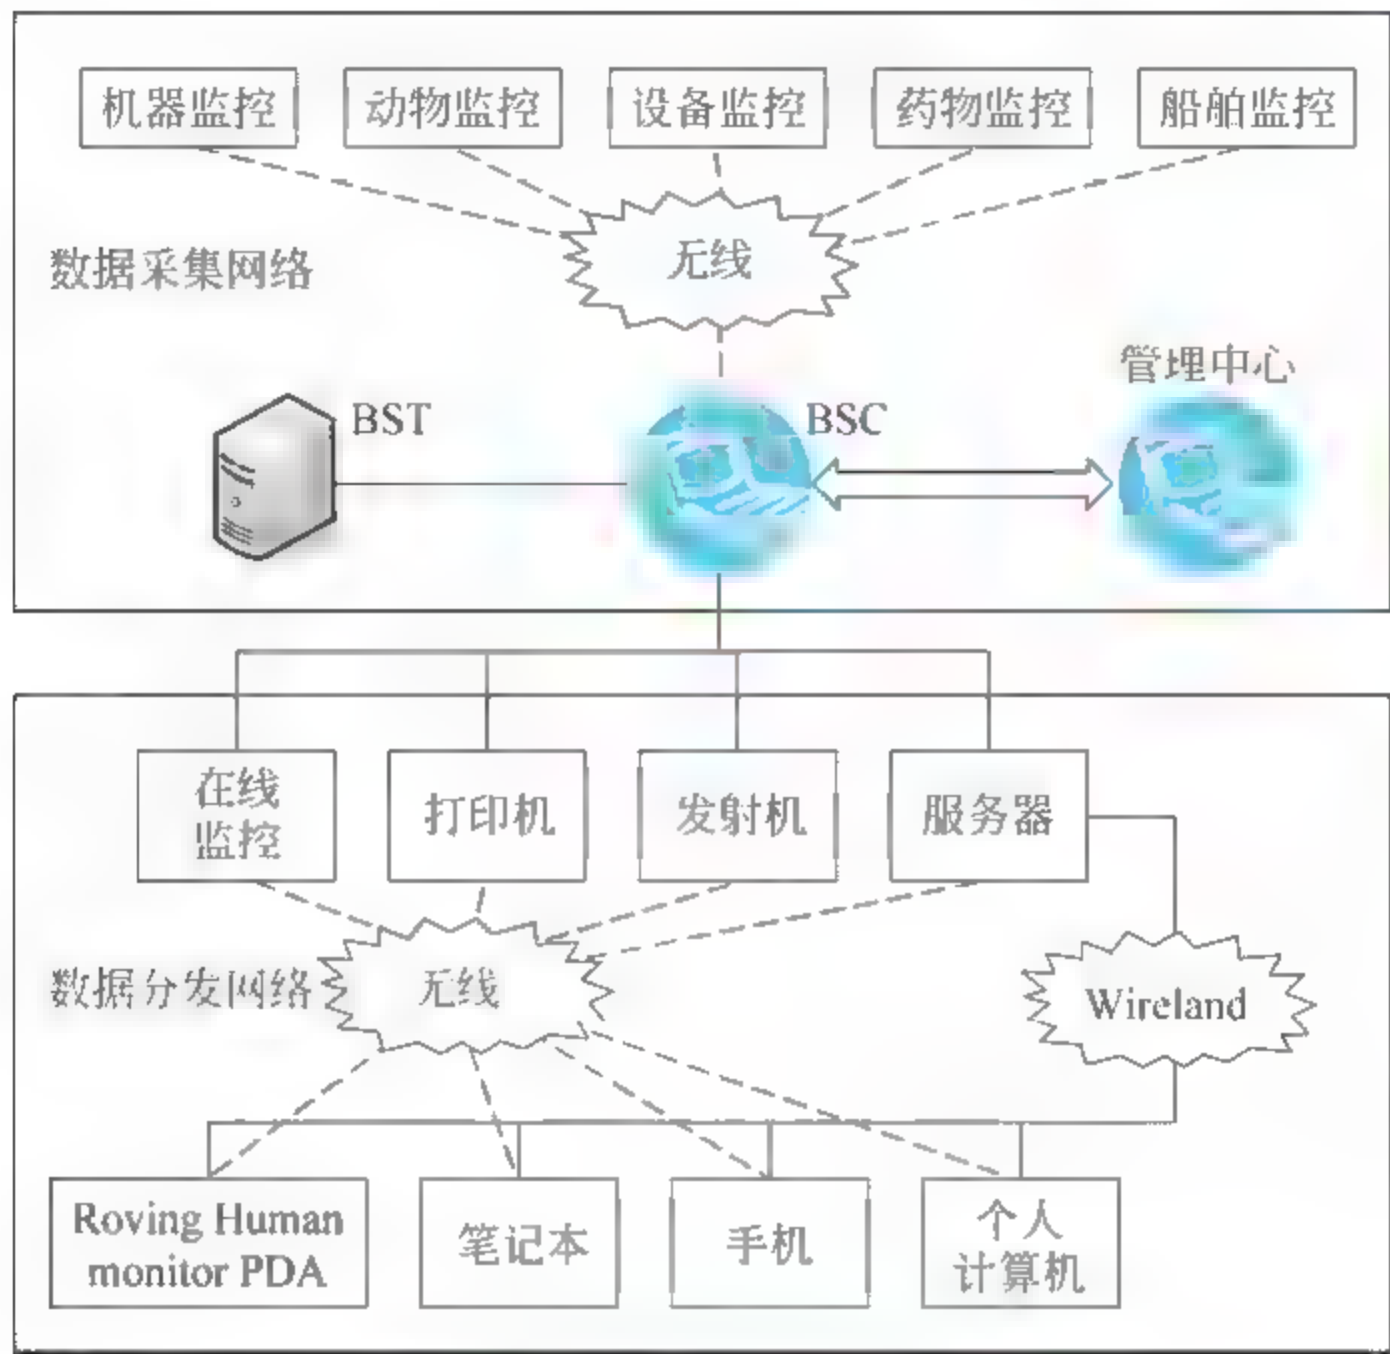 机器监控
动物监控
设备监控
药物监控
船舶监控
无线
数据采集网络
管理中心
BST
BSC
在线
监控
打印机
发射机
服务器
数据分发网络
无线
Wireland
Roving Human
monitor PDA
笔记本
手机
个人
计算机